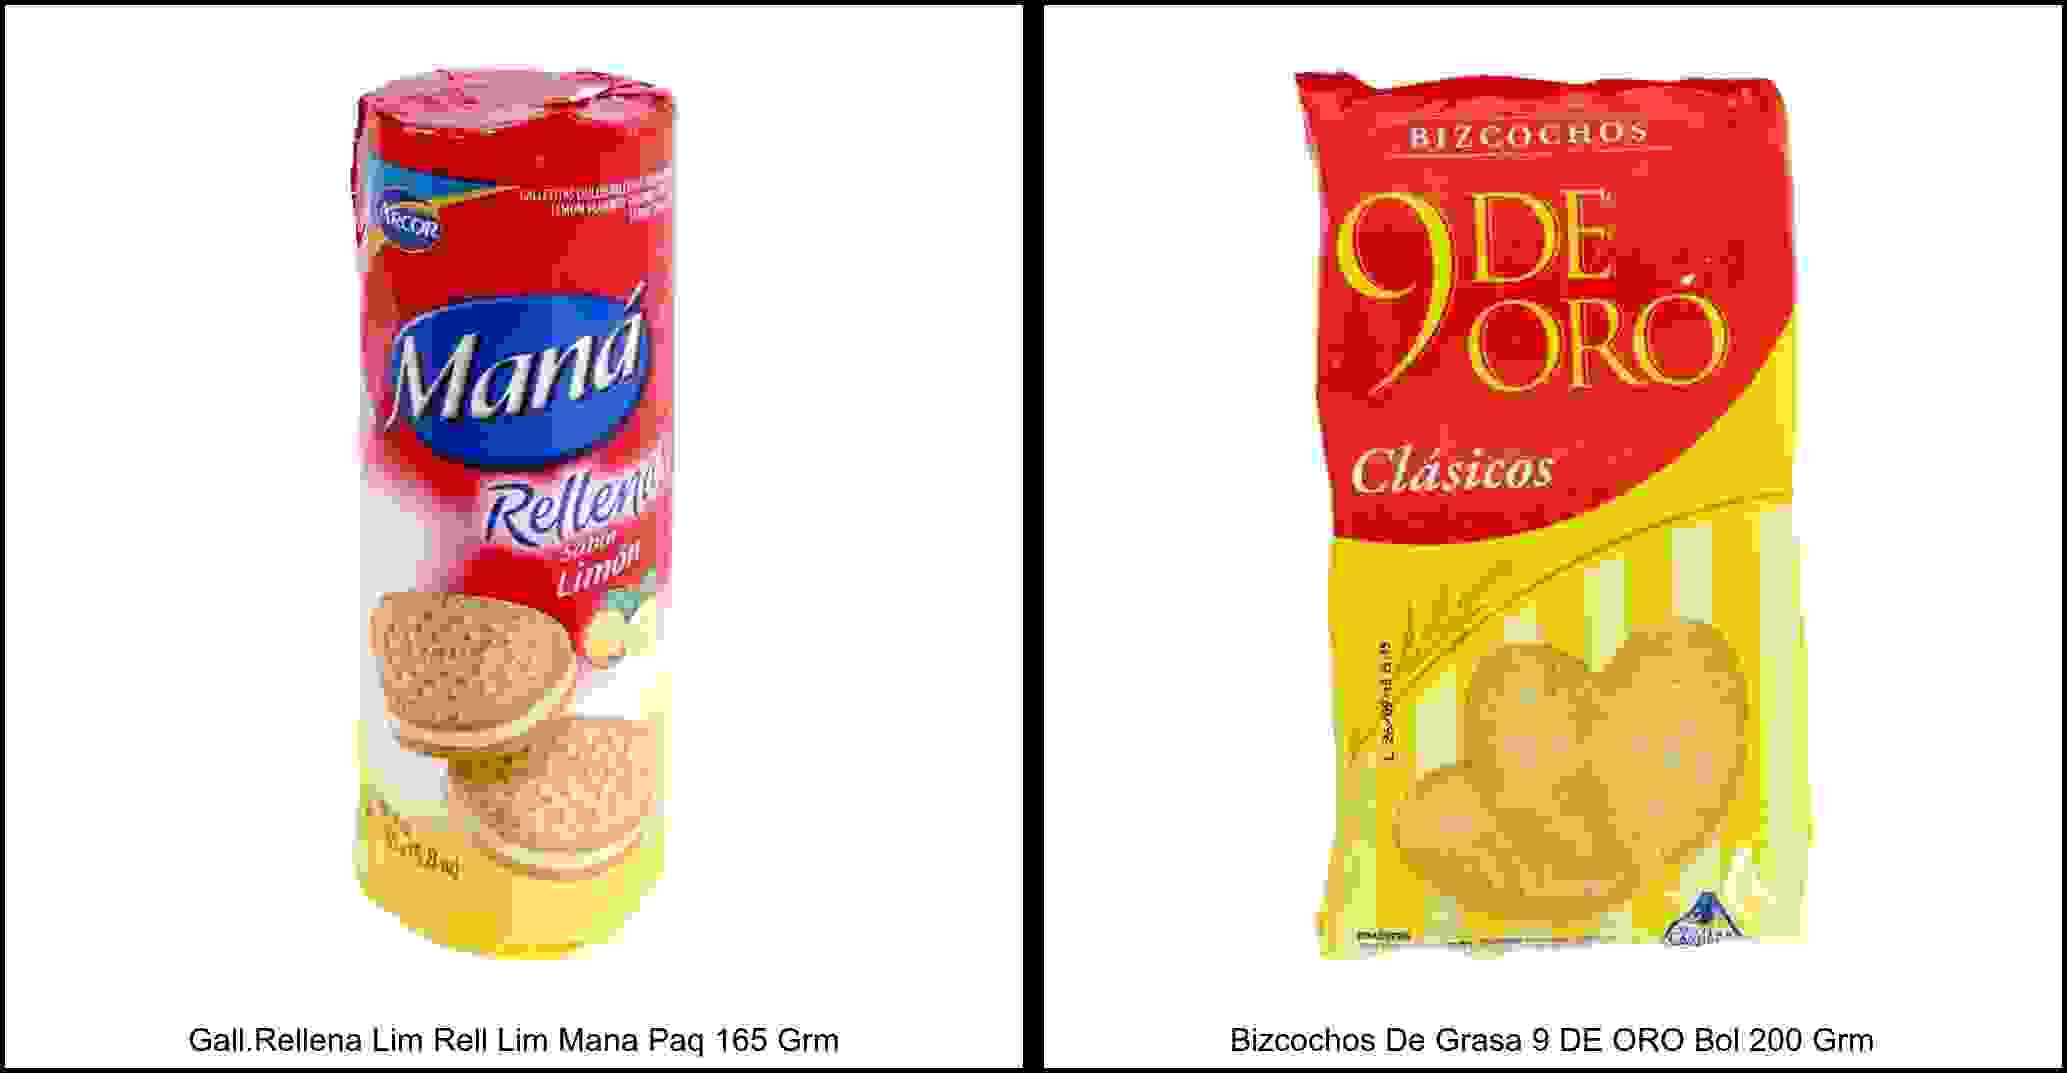 ARCOR
Maná
Rellena
sabor
Limón
Gall.Rellena Lim Rell Lim Mana Paq 165 Grm
BIZCOCHOS
9 DE
ORO
Clásicos
Bizcochos De Grasa 9 DE ORO Bol 200 Grm